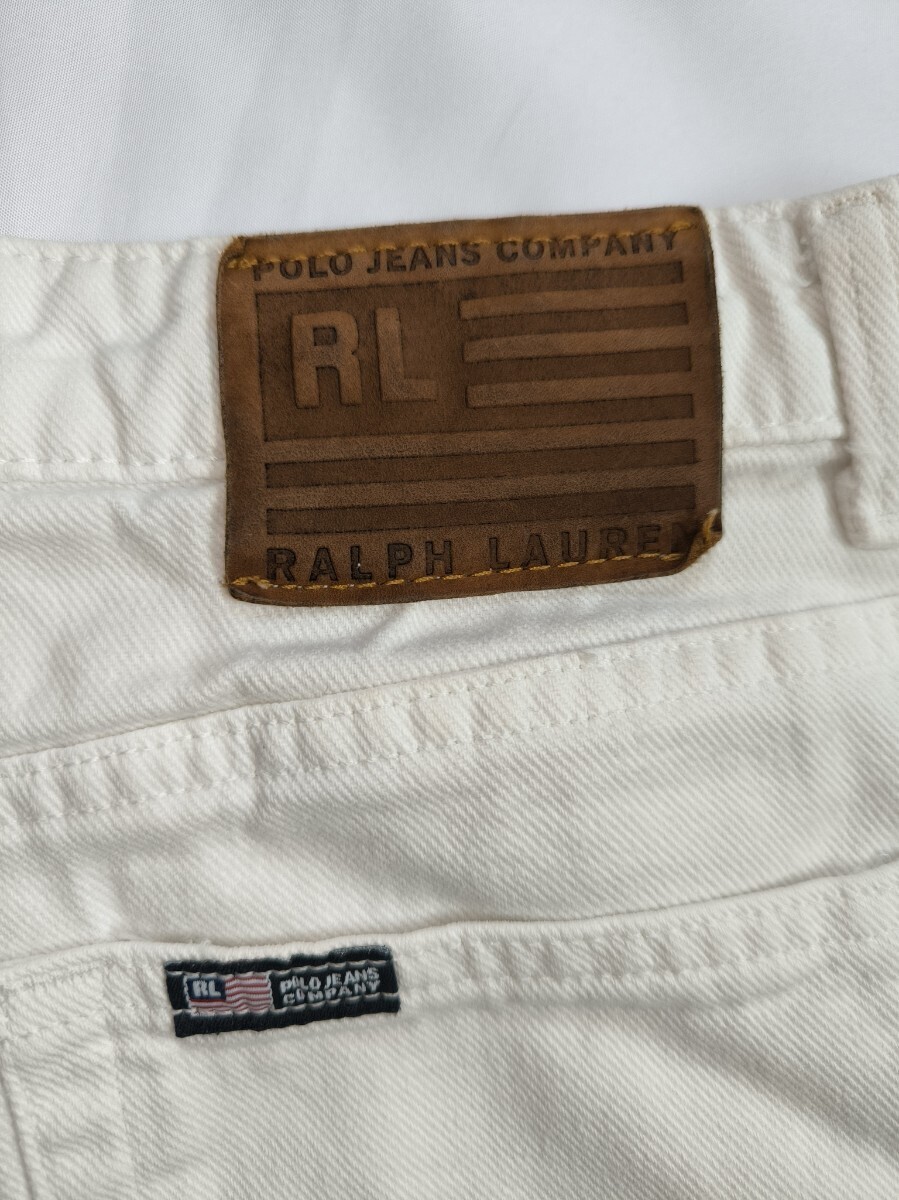 POLO JEANS COMPANY
RL
RALPH LAUREN
RL
POLO JEANS
COMPANY